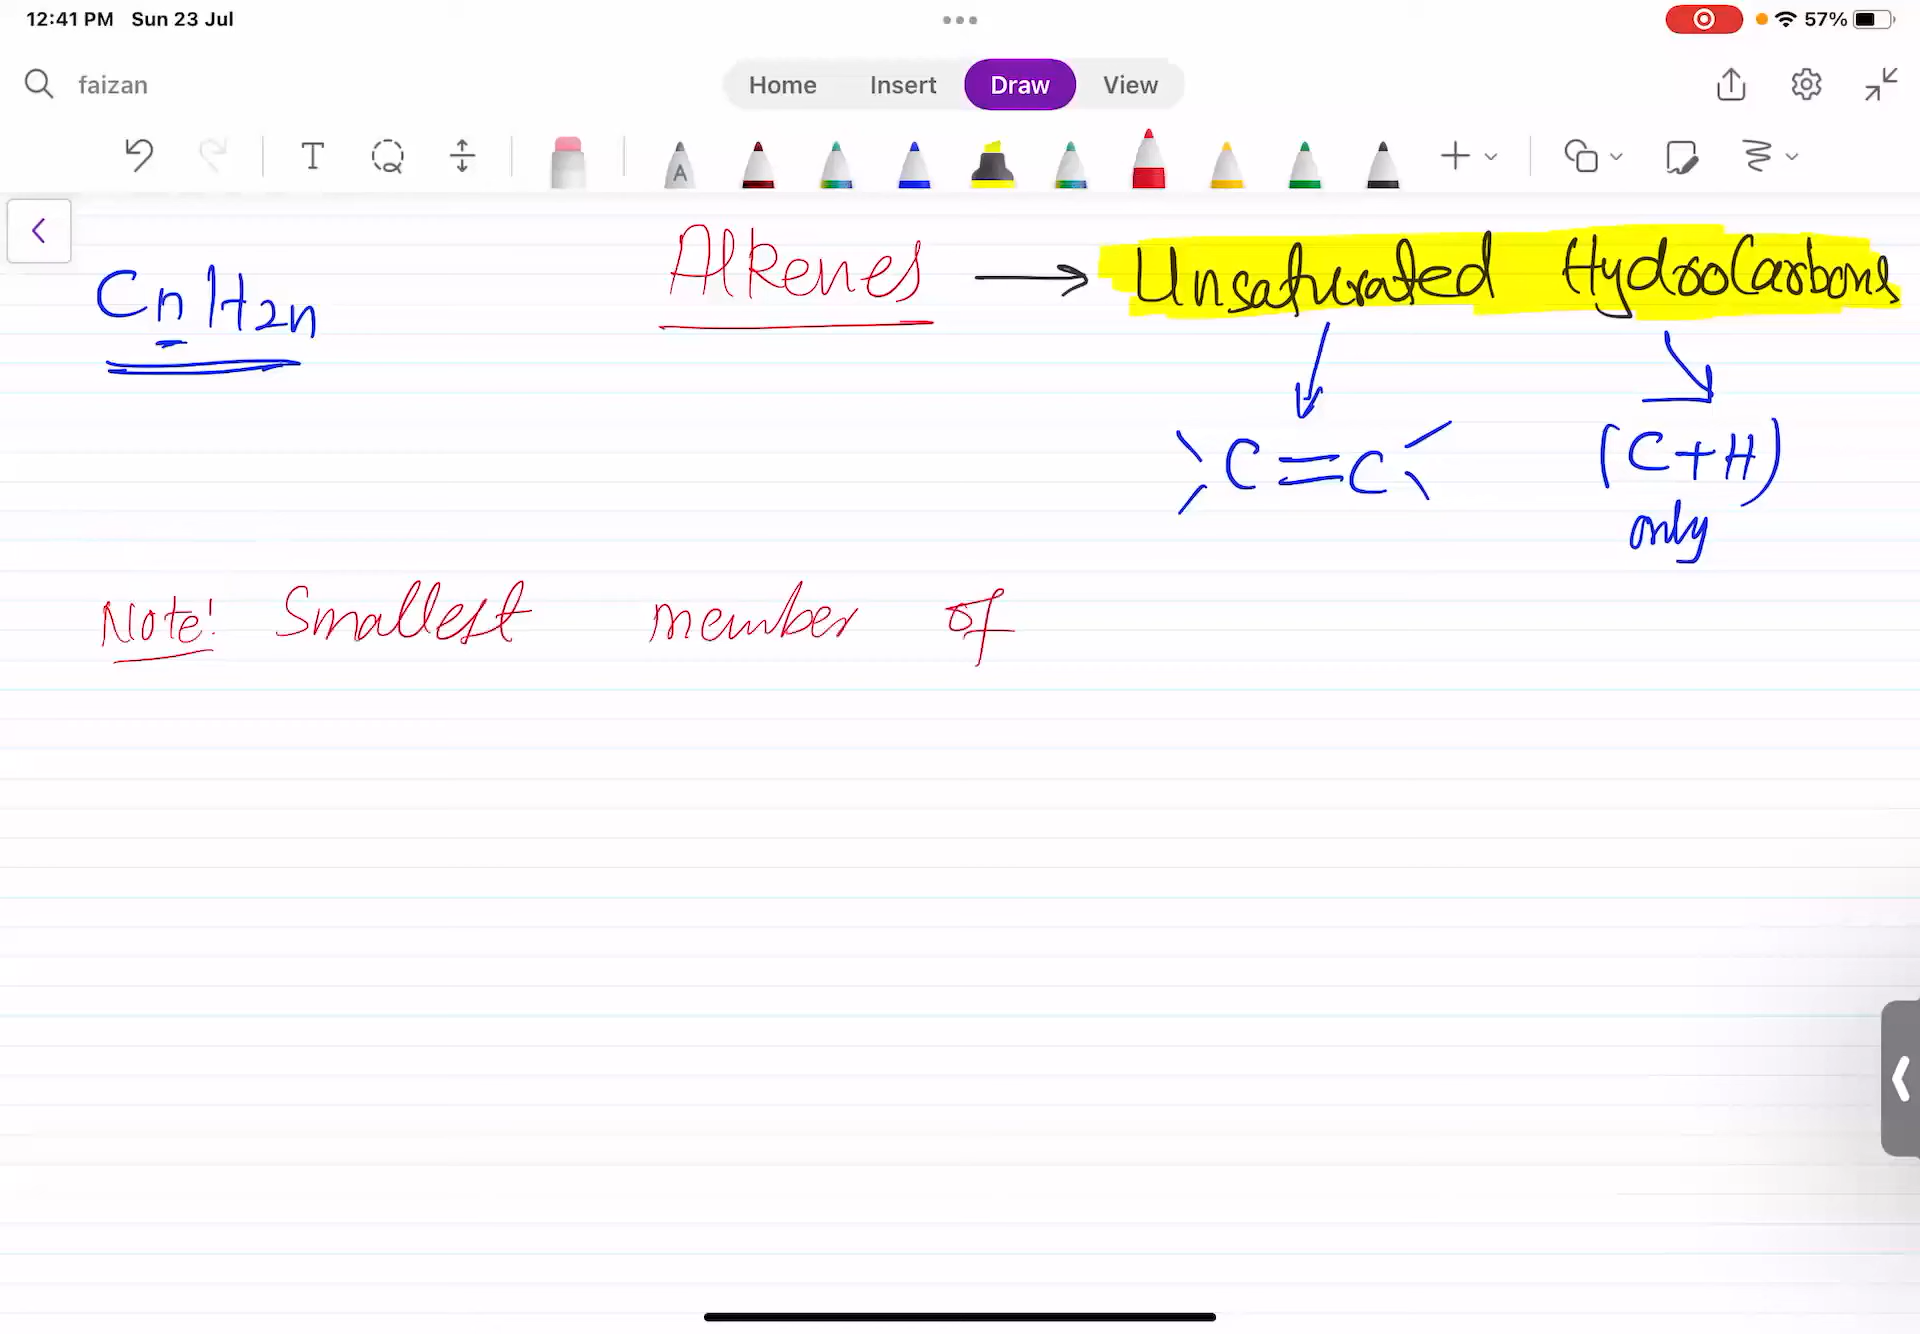 12:41 PM Sun 23 Jul
57%
faizan
Home Insert Draw View
A
Alkenes → Unsaturated Hydrocarbons
CnH2n
C=C
(C+H)
only
Note! Smallest member of